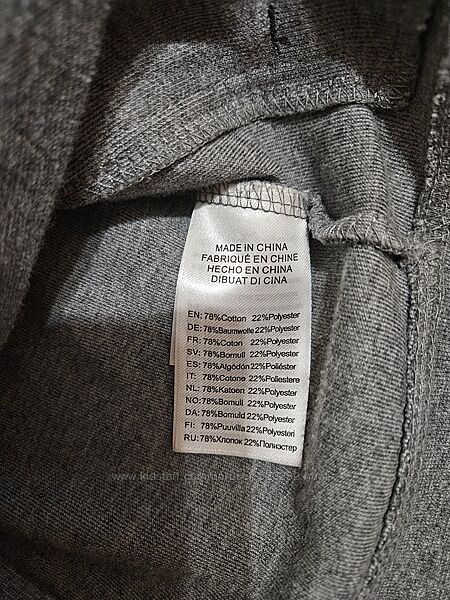 MADE IN CHINA
FABRIQUÉ EN CHINE
HECHO EN CHINA
DIBUAT DI CINA
EN: 78%Cotton 22%Polyester
DE: 78%Baumwolle 22%Polyester
FR: 78%Coton 22%Polyester
SV: 78%Bomull 22%Polyester
ES: 78%Algodón 22%Poliéster
IT: 78%Cotone 22%Poliestere
NL: 78%Katoen 22%Polyester
NO: 78%Bomull 22%Polyester
DA: 78%Bomuld 22%Polyester
FI: 78%Puuvilla 22%Polyesteri
RU: 78%Хлопок 22%Полиэстер